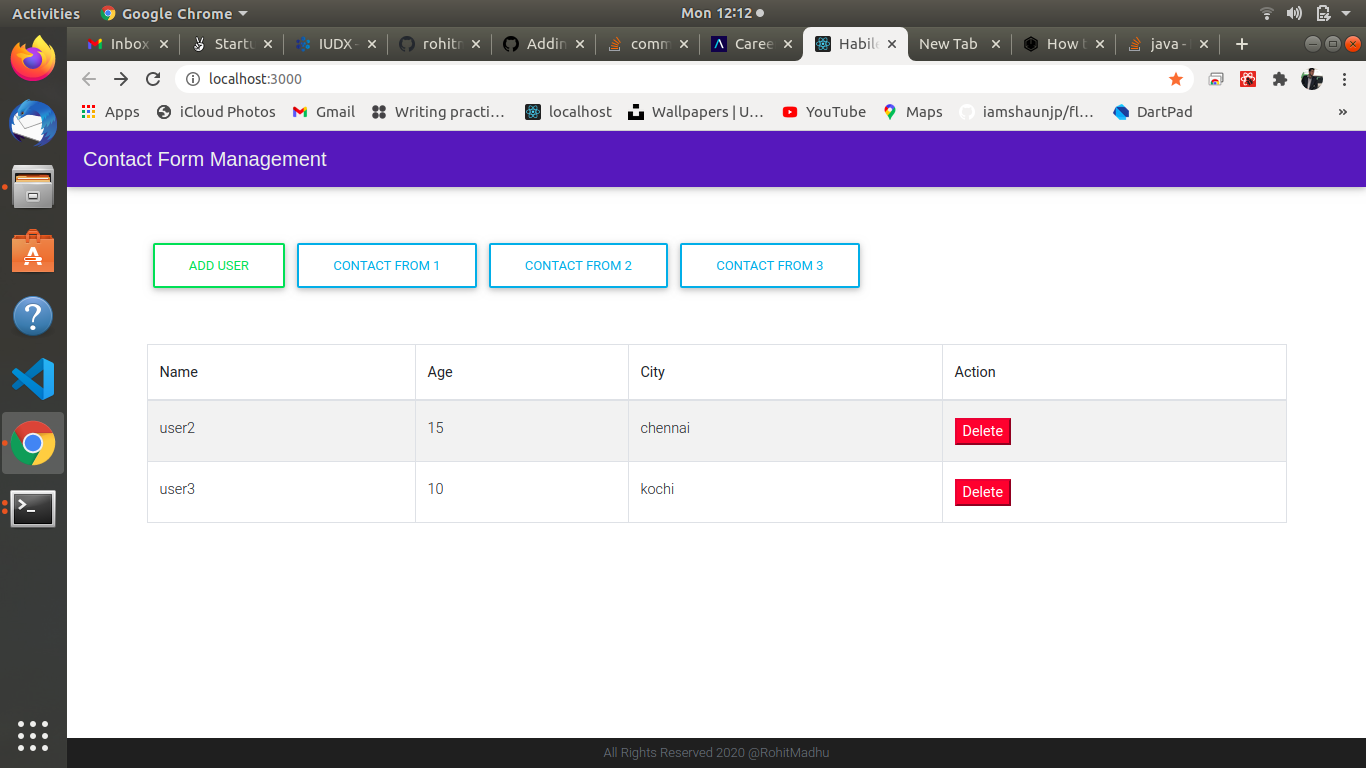 Activities Google Chrome Mon 12:12
Inbox Startu IUDX - rohitr Addin comm Caree Habile New Tab How t java -
localhost:3000
Apps iCloud Photos Gmail Writing practi... localhost Wallpapers | U... YouTube Maps iamshaunjp/fl... DartPad »
Contact Form Management
ADD USER CONTACT FROM 1 CONTACT FROM 2 CONTACT FROM 3
Name Age City Action
user2 15 chennai Delete
user3 10 kochi Delete
All Rights Reserved 2020 @RohitMadhu